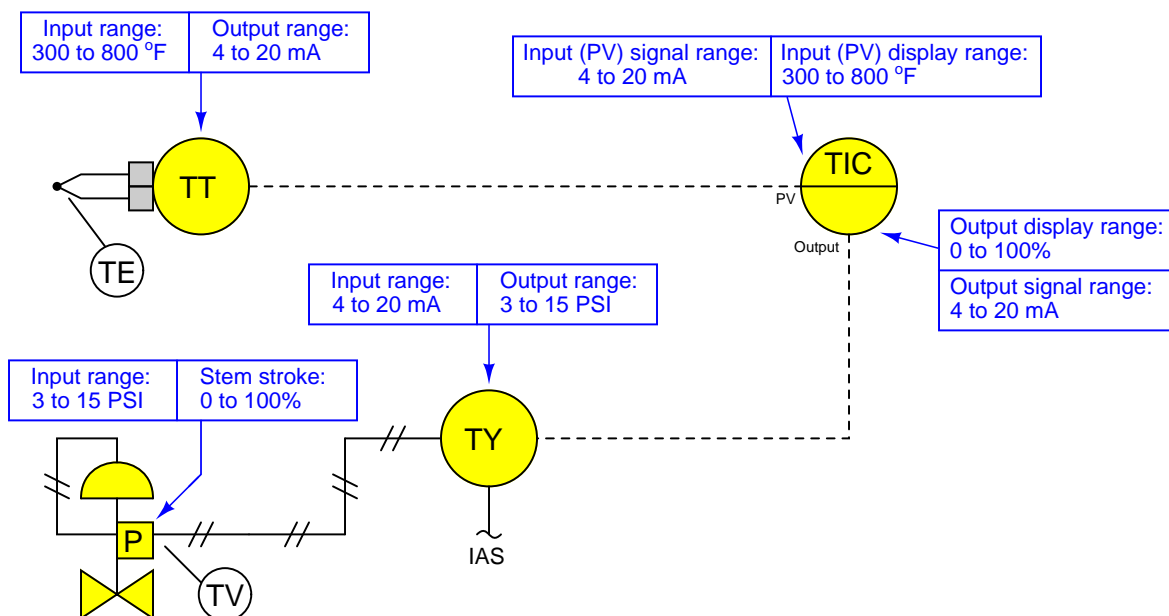 Input range:
300 to 800 °F
Output range:
4 to 20 mA
Input (PV) signal range:
4 to 20 mA
Input (PV) display range:
300 to 800 °F
TT
TIC
PV
Output
TE
Output display range:
0 to 100%
Output signal range:
4 to 20 mA
Input range:
4 to 20 mA
Output range:
3 to 15 PSI
Input range:
3 to 15 PSI
Stem stroke:
0 to 100%
TY
P
IAS
TV